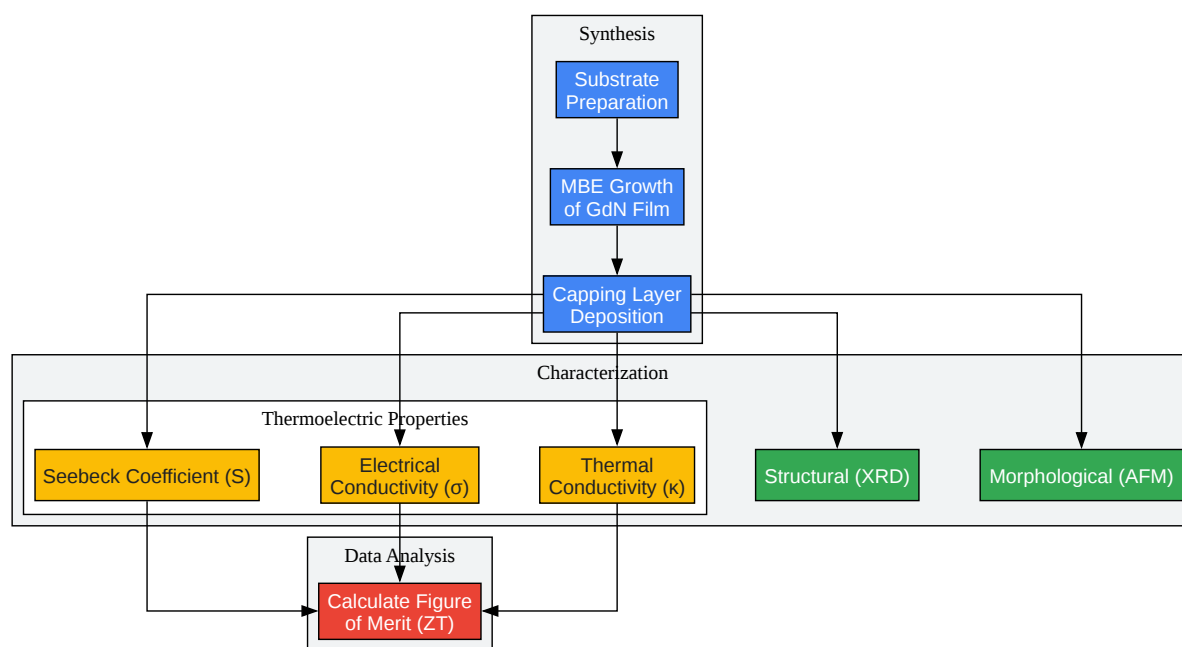 Synthesis
Substrate
Preparation
MBE Growth
of GdN Film
Capping Layer
Deposition
Characterization
Thermoelectric Properties
Seebeck Coefficient (S)
Electrical
Conductivity (σ)
Thermal
Conductivity (κ)
Structural (XRD)
Morphological (AFM)
Data Analysis
Calculate Figure
of Merit (ZT)